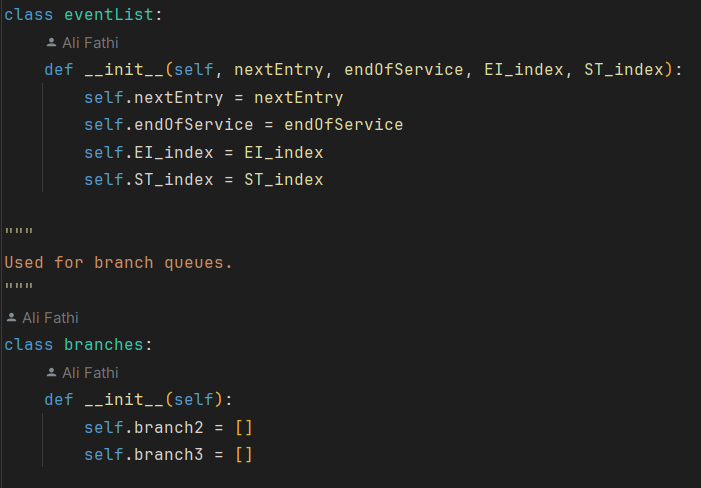 class eventList:
Ali Fathi
def __init__(self, nextEntry, endOfService, EI_index, ST_index):
self.nextEntry = nextEntry
self.endOfService = endOfService
self.EI_index = EI_index
self.ST_index = ST_index
"""
Used for branch queues.
"""
Ali Fathi
class branches:
Ali Fathi
def __init__(self):
self.branch2 = []
self.branch3 = []